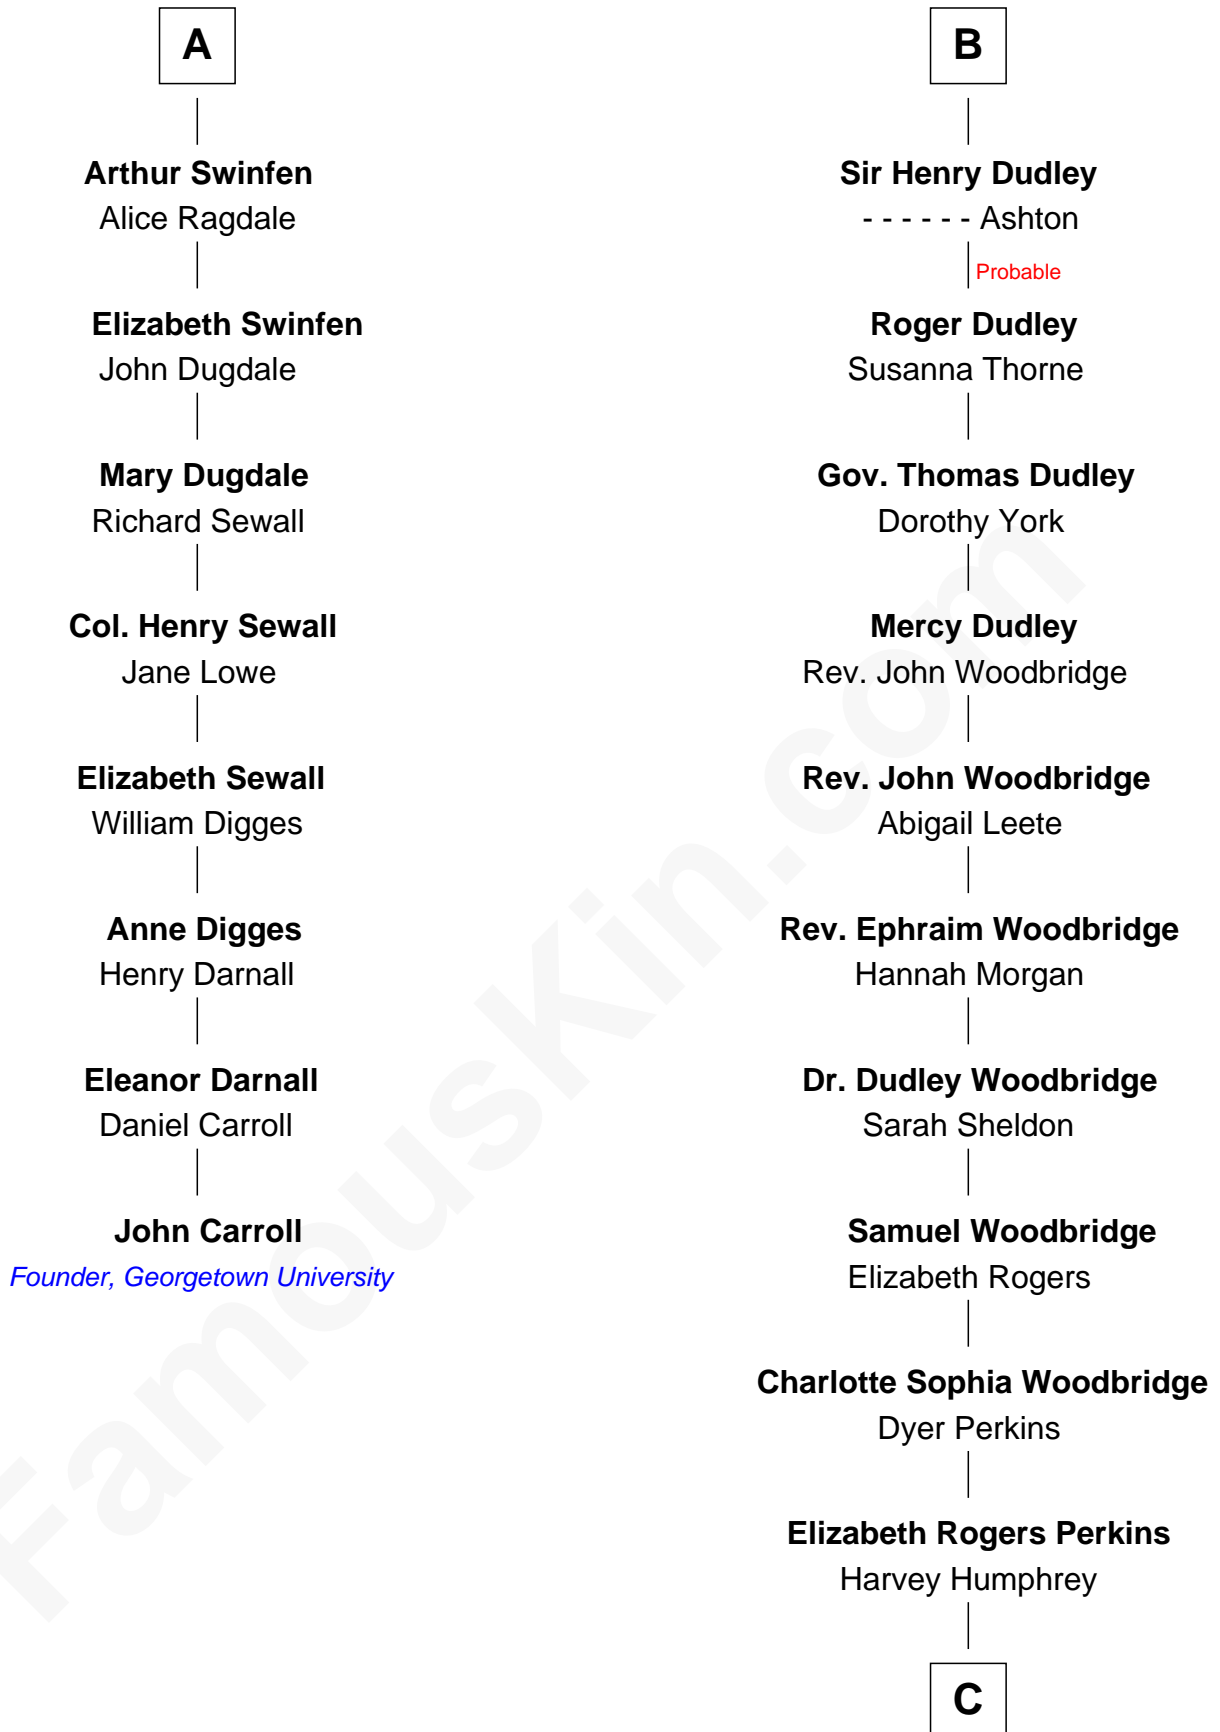 A
Arthur Swinfen
Alice Ragdale
Elizabeth Swinfen
John Dugdale
Mary Dugdale
Richard Sewall
Col. Henry Sewall
Jane Lowe
Elizabeth Sewall
William Digges
Anne Digges
Henry Darnall
Eleanor Darnall
Daniel Carroll
John Carroll
Founder, Georgetown University
B
Sir Henry Dudley
- - - - - - Ashton
Probable
Roger Dudley
Susanna Thorne
Gov. Thomas Dudley
Dorothy York
Mercy Dudley
Rev. John Woodbridge
Rev. John Woodbridge
Abigail Leete
Rev. Ephraim Woodbridge
Hannah Morgan
Dr. Dudley Woodbridge
Sarah Sheldon
Samuel Woodbridge
Elizabeth Rogers
Charlotte Sophia Woodbridge
Dyer Perkins
Elizabeth Rogers Perkins
Harvey Humphrey
C
FamousKin.com